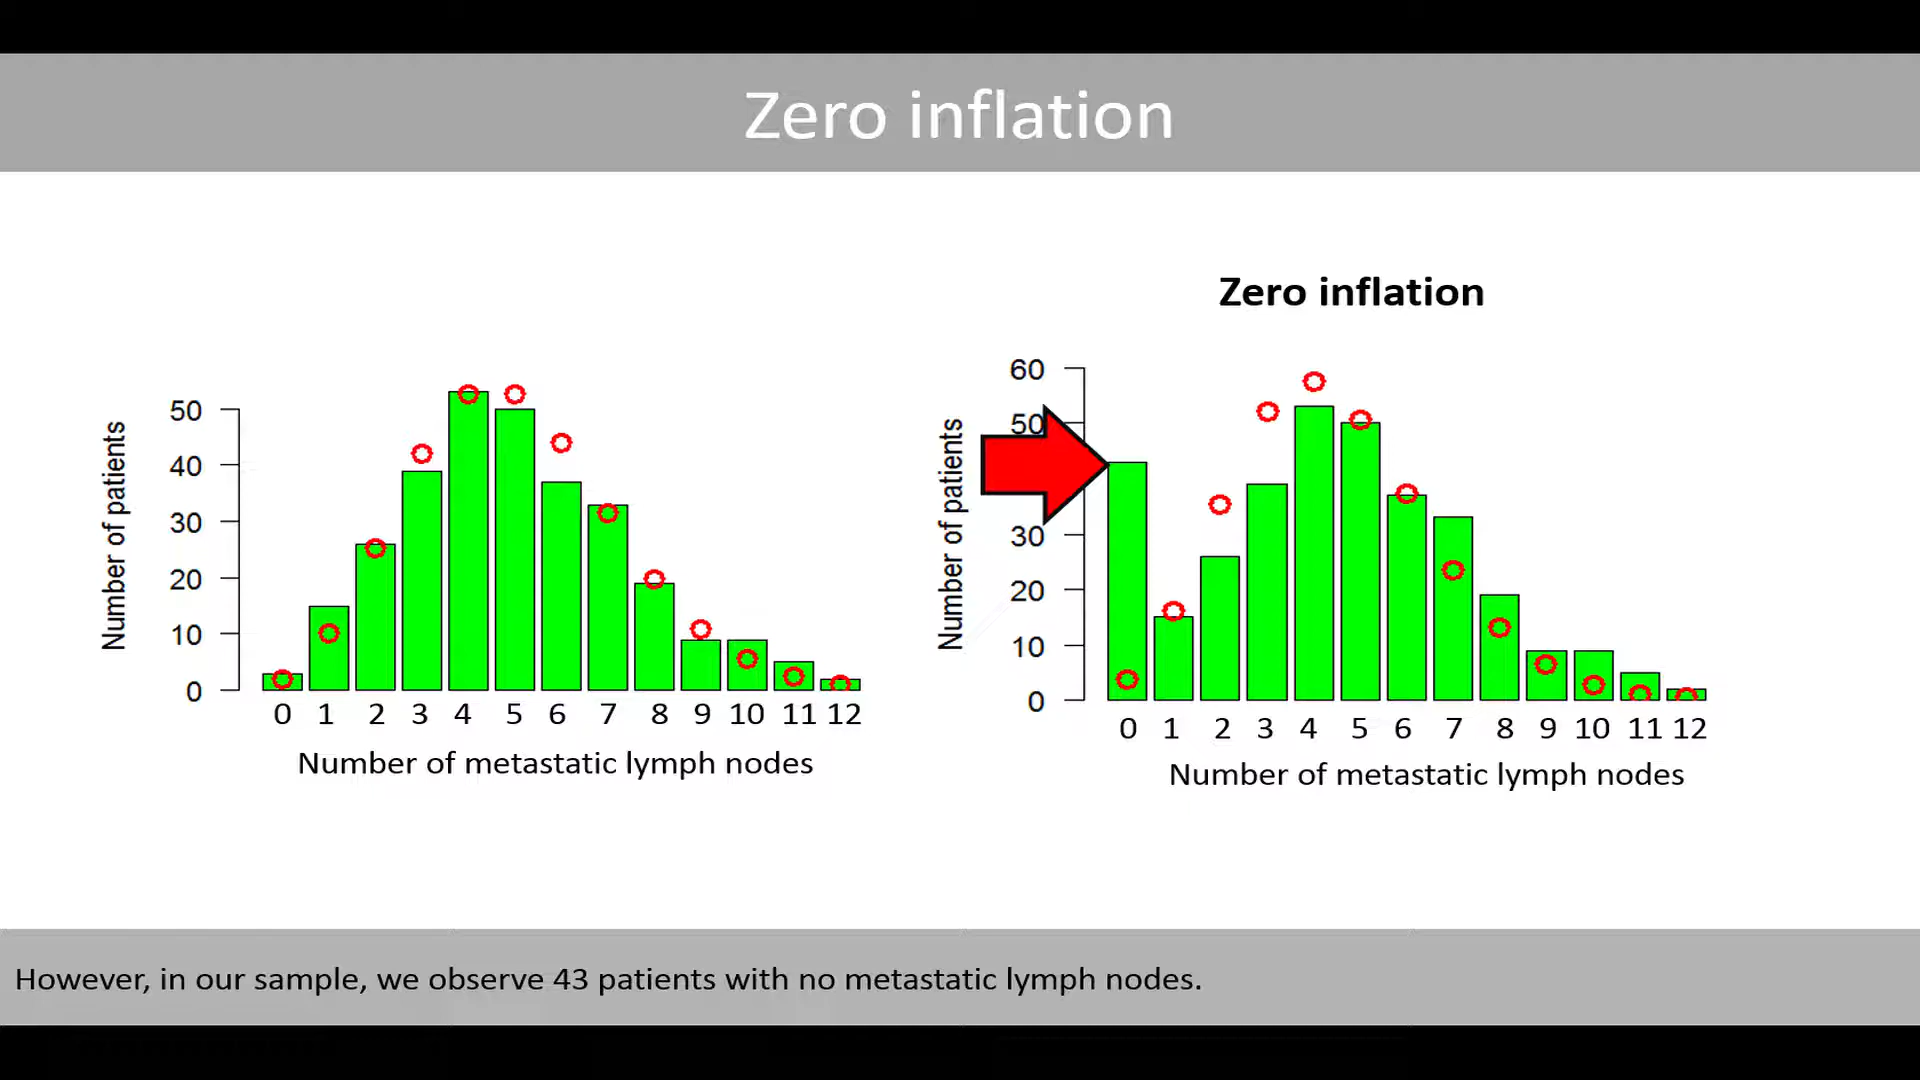 Zero inflation
Number of patients
50
40
30
20
10
0
0 1 2 3 4 5 6 7 8 9 10 11 12
Number of metastatic lymph nodes
Zero inflation
Number of patients
60
50
30
20
10
0
0 1 2 3 4 5 6 7 8 9 10 11 12
Number of metastatic lymph nodes
However, in our sample, we observe 43 patients with no metastatic lymph nodes.